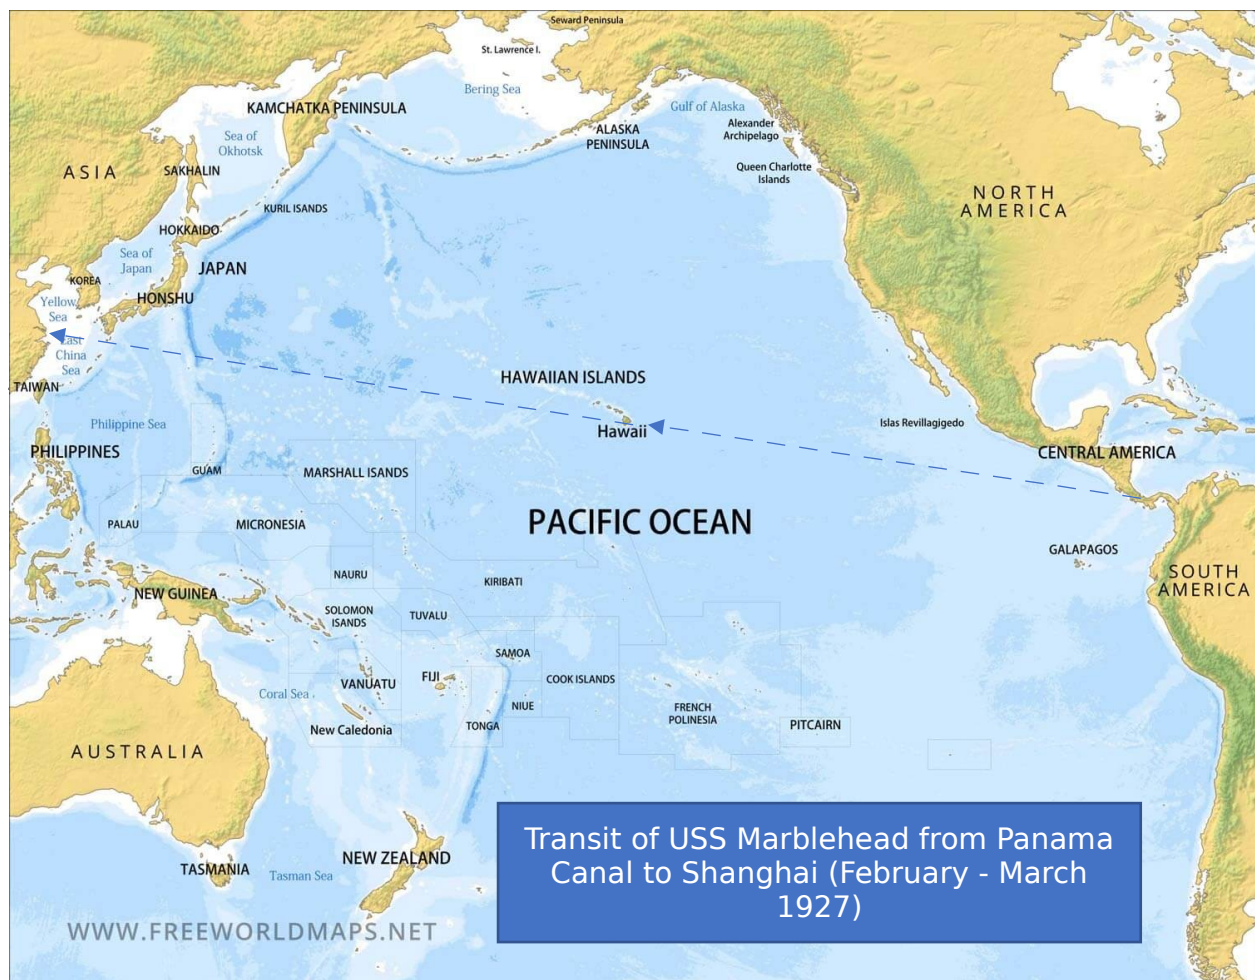 Seward Peninsula
St. Lawrence I.
Bering Sea
KAMCHATKA PENINSULA
Gulf of Alaska
Alexander
Archipelago
ALASKA
PENINSULA
Sea of
Okhotsk
ASIA
SAKHALIN
Queen Charlotte
Islands
NORTH
AMERICA
KURIL ISANDS
HOKKAIDO
Sea of
Japan
JAPAN
KOREA
HONSHU
Yellow
Sea
East
China
Sea
TAIWAN
HAWAIIAN ISLANDS
Hawaii
Islas Revillagigedo
Philippine Sea
PHILIPPINES
CENTRAL AMERICA
GUAM
MARSHALL ISANDS
PALAU
MICRONESIA
PACIFIC OCEAN
GALAPAGOS
NAURU
KIRIBATI
SOUTH
AMERICA
NEW GUINEA
SOLOMON
ISANDS
TUVALU
SAMOA
FIJI
COOK ISLANDS
VANUATU
Coral Sea
NIUE
FRENCH
POLINESIA
PITCAIRN
New Caledonia
TONGA
AUSTRALIA
Transit of USS Marblehead from Panama
Canal to Shanghai (February - March
1927)
NEW ZEALAND
TASMANIA
Tasman Sea
WWW.FREEWORLDMAPS.NET